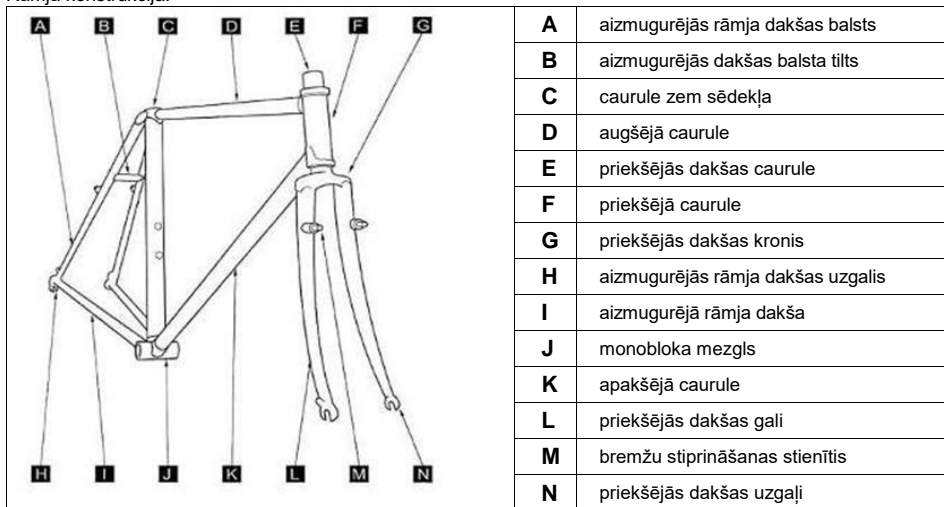 A B C D E F G
H I J K L M N
A aizmugurējās rāmja dakšas balsts
B aizmugurējās dakšas balsta tilts
C caurule zem sēdekļa
D augšējā caurule
E priekšējās dakšas caurule
F priekšējā caurule
G priekšējās dakšas kronis
H aizmugurējās rāmja dakšas uzgalis
I aizmugurējā rāmja dakša
J monobloka mezgls
K apakšējā caurule
L priekšējās dakšas gali
M bremžu stiprināšanas stienītis
N priekšējās dakšas uzgaļi